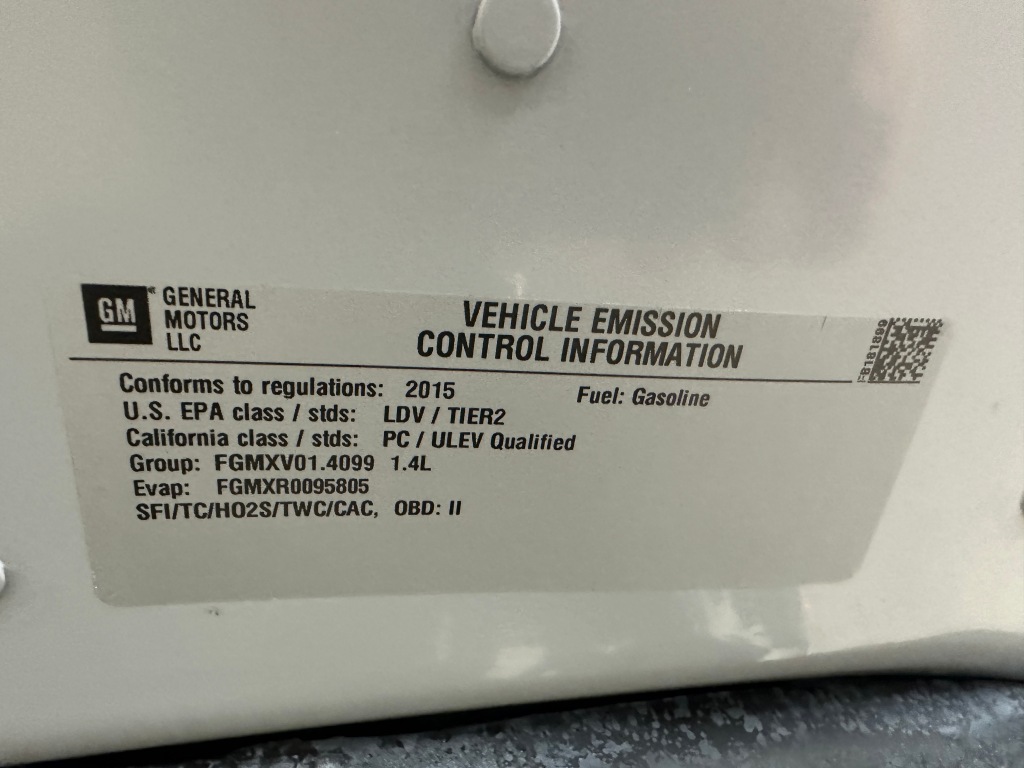 GM
GENERAL
MOTORS
LLC
VEHICLE EMISSION
CONTROL INFORMATION
Conforms to regulations: 2015
Fuel: Gasoline
U.S. EPA class / stds: LDV / TIER2
California class / stds: PC / ULEV Qualified
Group: FGMXV01.4099 1.4L
Evap: FGMXR0095805
SFI/TC/HO2S/TWC/CAC, OBD: II